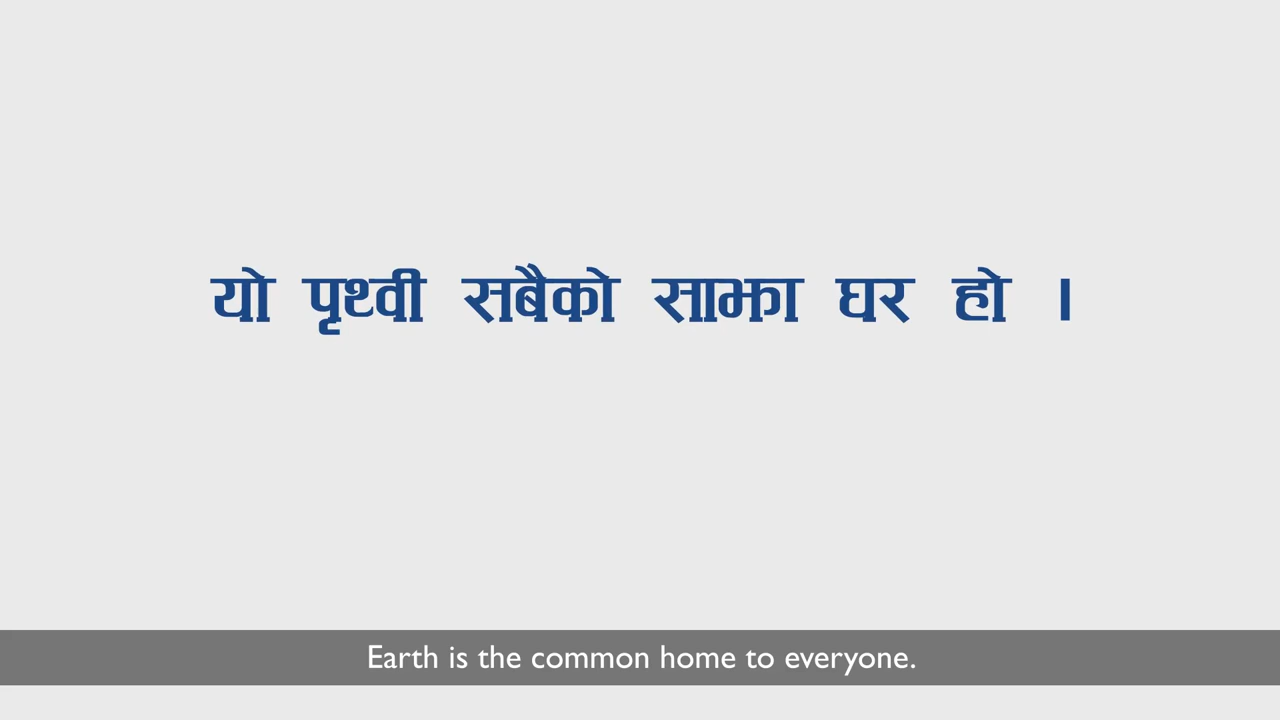 यो पृथ्वी सबैको साझा घर हो ।
Earth is the common home to everyone.